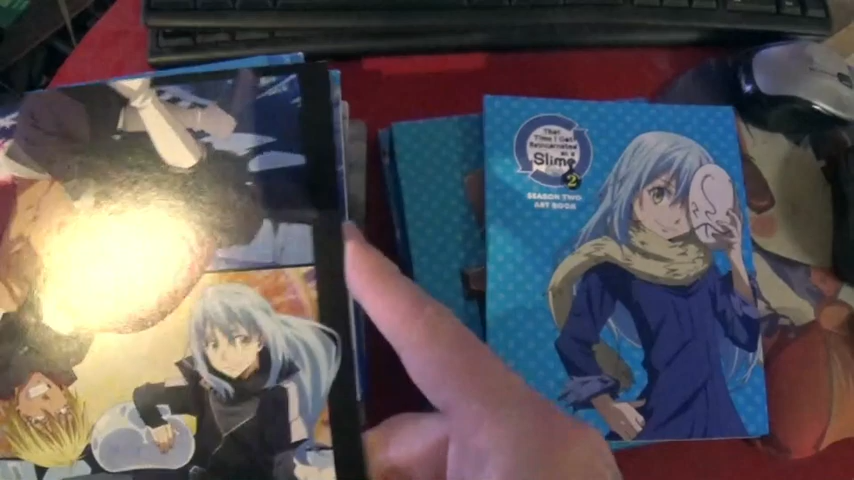 That
Time I Got
Reincarnated
as a
Slime
2
SEASON TWO
ART BOOK